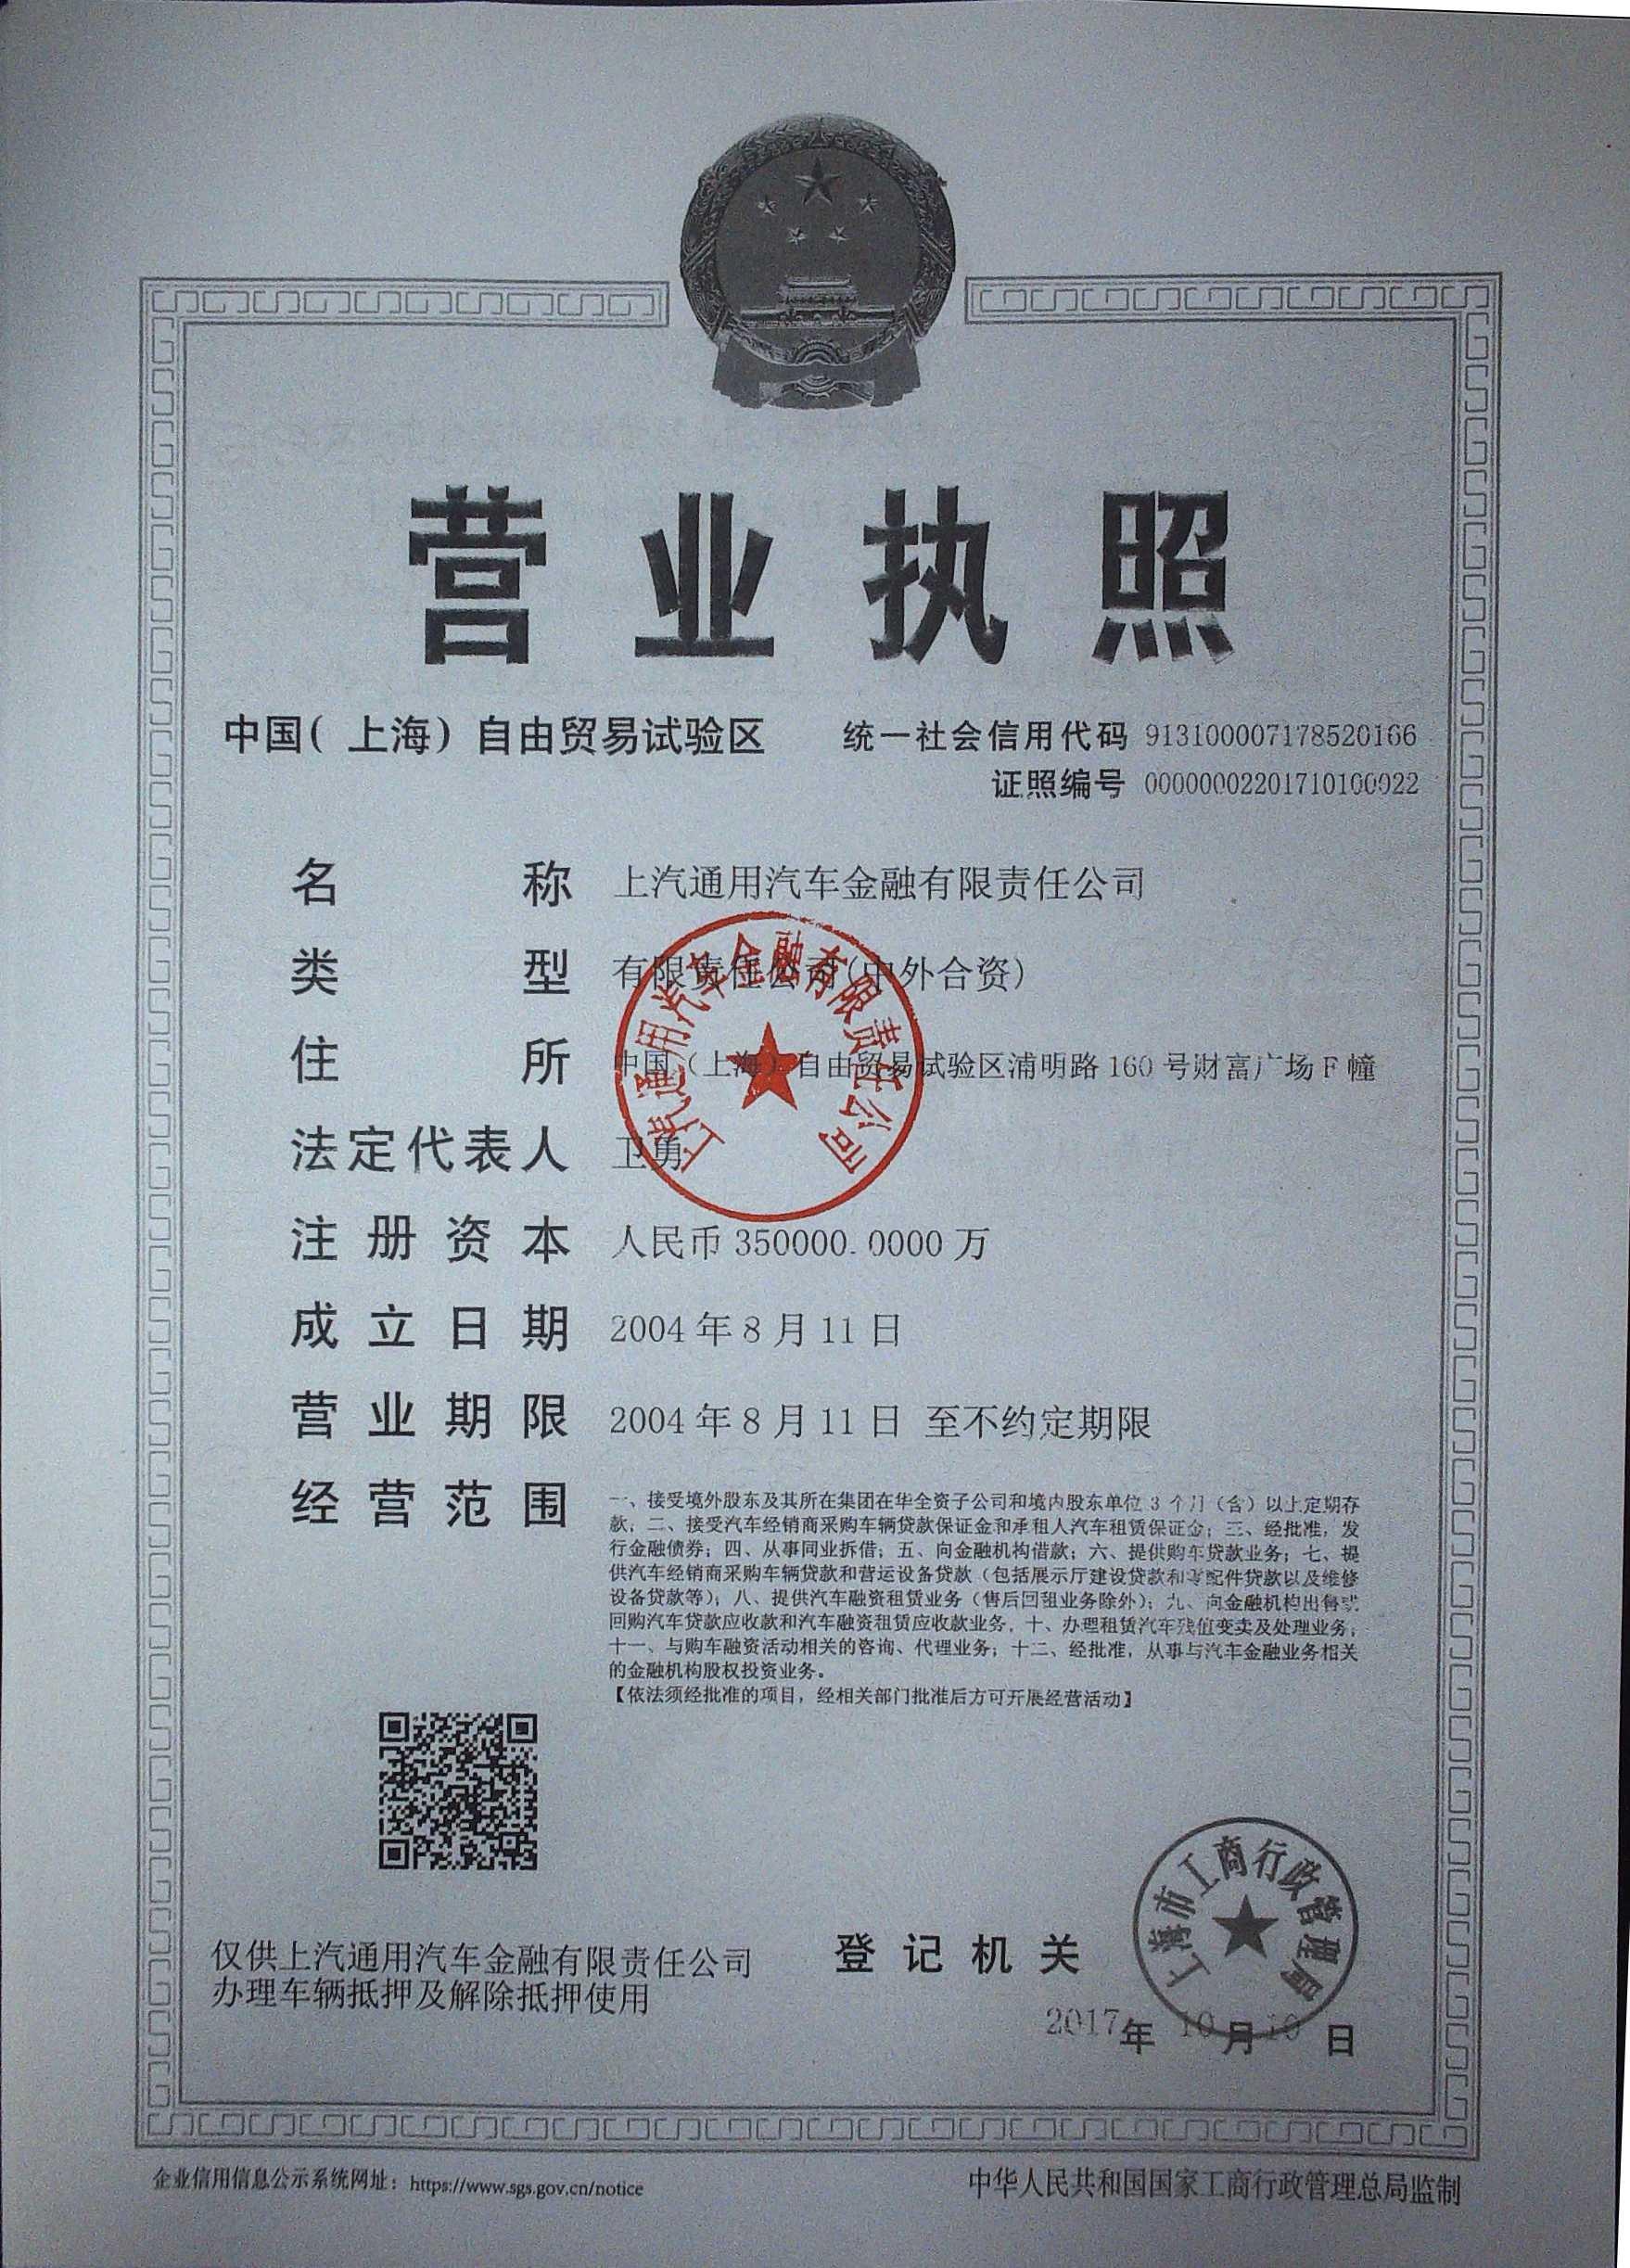 营业执照
中国（上海）自由贸易试验区
统一社会信用代码 913100007178520166
证照编号 00000002201710100022
名称 上汽通用汽车金融有限责任公司
类型 有限责任公司(中外合资)
住所 中国（上海）自由贸易试验区浦明路 160 号财富广场 F 幢
法定代表人 卫勇
注册资本 人民币 350000.0000 万
成立日期 2004 年 8 月 11 日
营业期限 2004 年 8 月 11 日 至不约定期限
经营范围 一、接受境外股东及其所在集团在华全资子公司和境内股东单位 3 个月（含）以上定期存
款；二、接受汽车经销商采购车辆贷款保证金和承租人汽车租赁保证金；三、经批准，发
行金融债券；四、从事同业拆借；五、向金融机构借款；六、提供购车贷款业务；七、提
供汽车经销商采购车辆贷款和营运设备贷款（包括展示厅建设贷款和零配件贷款以及维修
设备贷款等）；八、提供汽车融资租赁业务（售后回租业务除外）；九、向金融机构出售或
回购汽车贷款应收款和汽车融资租赁应收款业务，十、办理租赁汽车残值变卖及处理业务；
十一、与购车融资活动相关的咨询、代理业务；十二、经批准，从事与汽车金融业务相关
的金融机构股权投资业务。
【依法须经批准的项目，经相关部门批准后方可开展经营活动】
上汽通用汽车金融有限责任公司
仅供上汽通用汽车金融有限责任公司
办理车辆抵押及解除抵押使用
登记机关
上海市工商行政管理局
2017年 10月10 日
企业信用信息公示系统网址：https://www.sgs.gov.cn/notice
中华人民共和国国家工商行政管理总局监制